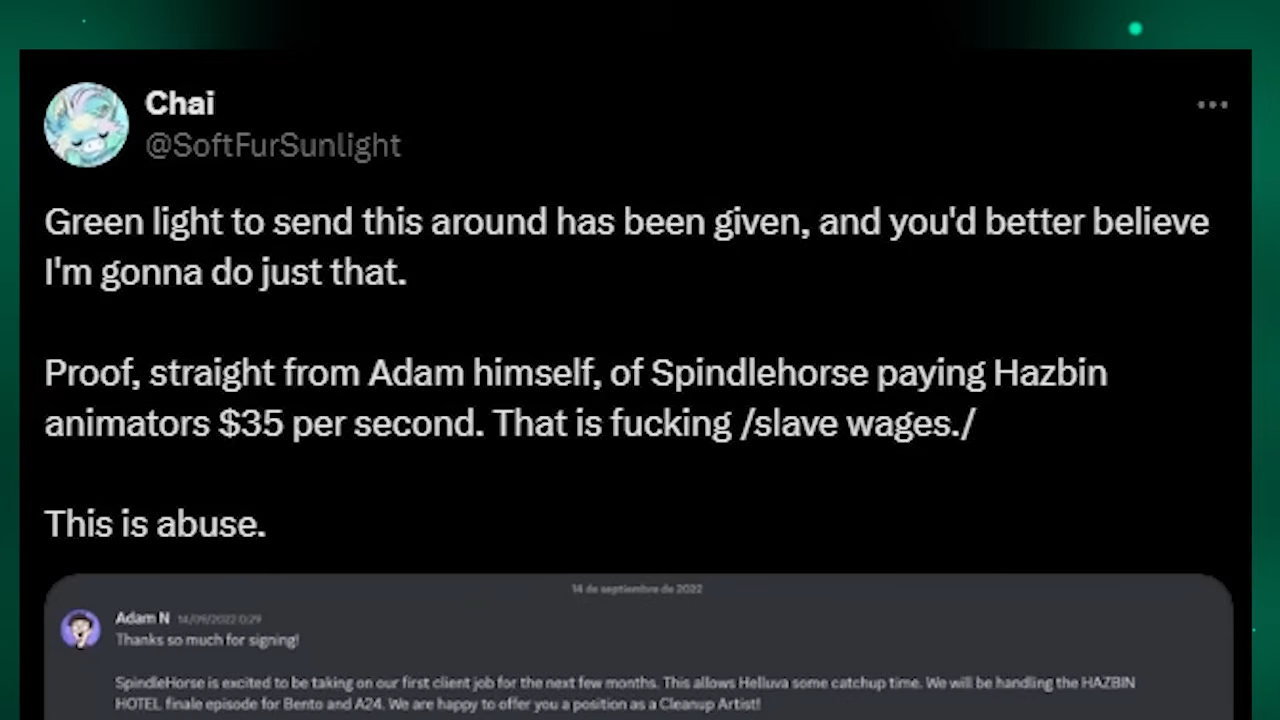 Chai
@SoftFurSunlight
Green light to send this around has been given, and you'd better believe
I'm gonna do just that.
Proof, straight from Adam himself, of Spindlehorse paying Hazbin
animators $35 per second. That is fucking /slave wages./
This is abuse.
14 de septiembre de 2022
Adam N 14/09/2022 0:29
Thanks so much for signing!
SpindleHorse is excited to be taking on our first client job for the next few months. This allows Helluva some catchup time. We will be handling the HAZBIN
HOTEL finale episode for Bento and A24. We are happy to offer you a position as a Cleanup Artist!